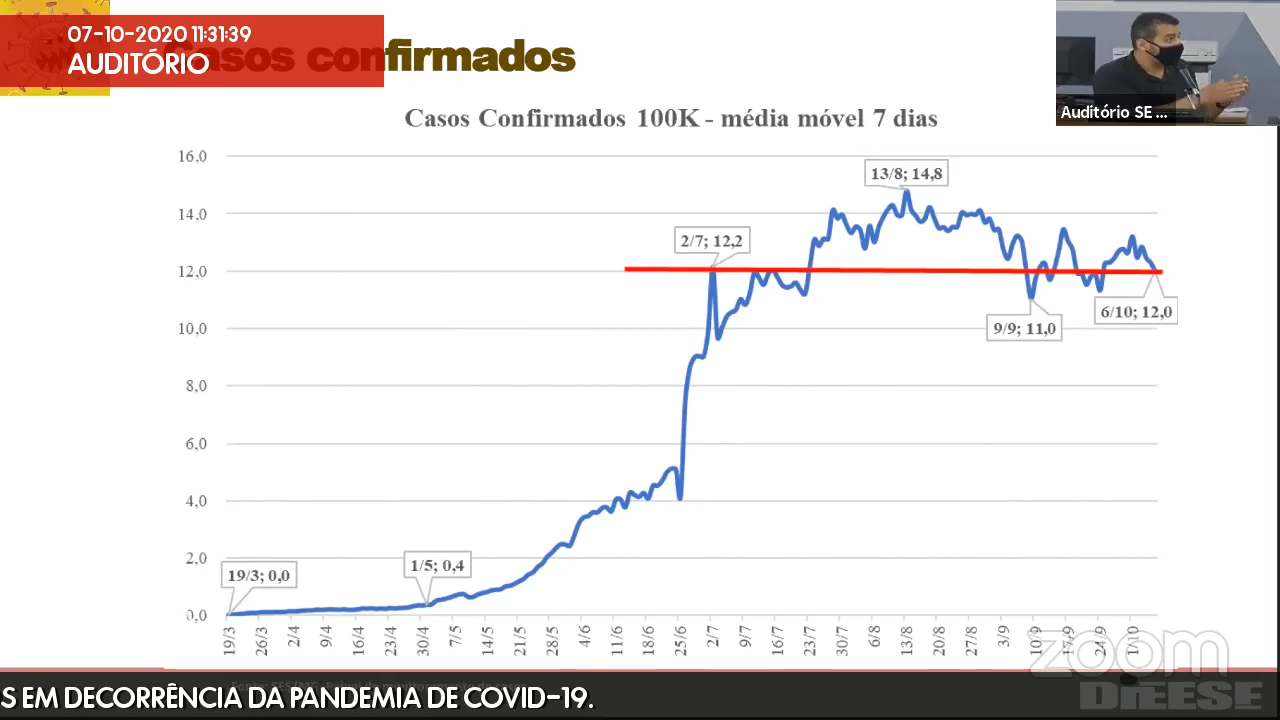 07-10-2020 11:31:39
AUDITÓRIO
Casos confirmados
Auditório SE ...
Casos Confirmados 100K - média móvel 7 dias
16,0
14,0
12,0
10,0
8,0
6,0
4,0
2,0
0,0
13/8; 14,8
2/7; 12,2
9/9; 11,0
6/10; 12,0
19/3; 0,0
1/5; 0,4
19/3 26/3 2/4 9/4 16/4 23/4 30/4 7/5 14/5 21/5 28/5 4/6 11/6 18/6 25/6 2/7 9/7 16/7 23/7 30/7 6/8 13/8 20/8 27/8 3/9 10/9
zoom
S EM DECORRÊNCIA DA PANDEMIA DE COVID-19.
DIEESE